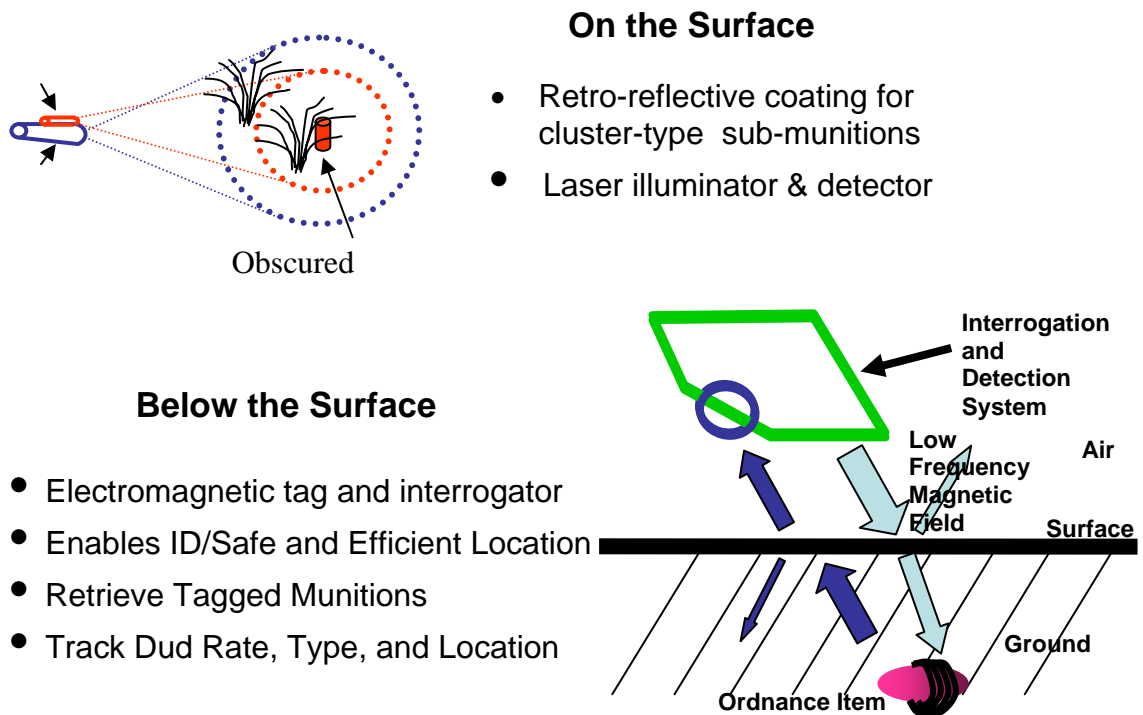 On the Surface
• Retro-reflective coating for
cluster-type sub-munitions
• Laser illuminator & detector
Obscured
Below the Surface
• Electromagnetic tag and interrogator
• Enables ID/Safe and Efficient Location
• Retrieve Tagged Munitions
• Track Dud Rate, Type, and Location
Interrogation
and
Detection
System
Low
Frequency
Magnetic
Field
Air
Surface
Ground
Ordnance Item